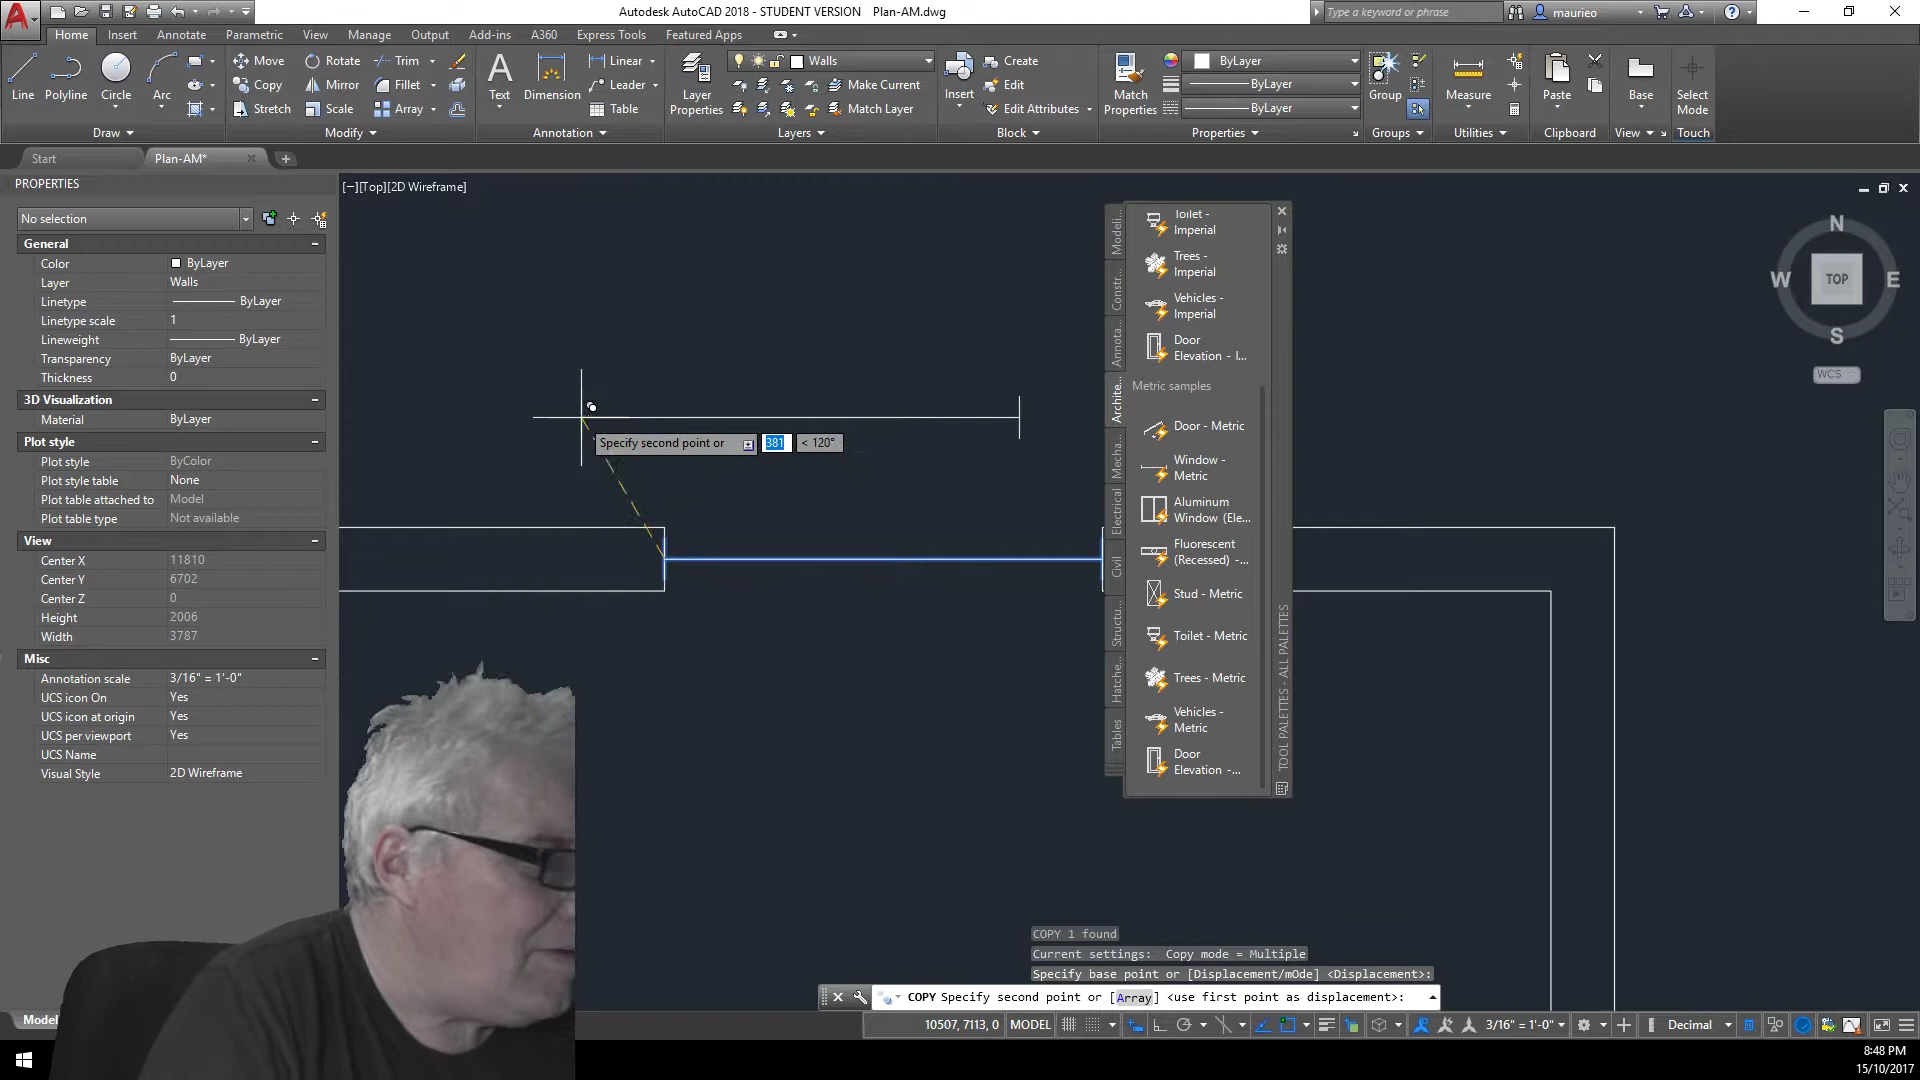 Autodesk AutoCAD 2018 - STUDENT VERSION Plan-AM.dwg
Type a keyword or phrase
maurieo
Home Insert Annotate Parametric View Manage Output Add-ins A360 Express Tools Featured Apps
Line Polyline Circle Arc
Move Rotate Trim
Copy Mirror Fillet
Stretch Scale Array
Text Dimension
Linear
Leader
Table
Layer Properties
Walls
Make Current
Match Layer
Insert
Create
Edit
Edit Attributes
Match Properties
ByLayer
ByLayer
ByLayer
Group
Measure
Paste
Base
Select Mode
Draw Modify Annotation Layers Block Properties Groups Utilities Clipboard View Touch
Start Plan-AM*
PROPERTIES
[−][Top][2D Wireframe]
No selection
General
Color ByLayer
Layer Walls
Linetype ByLayer
Linetype scale 1
Lineweight ByLayer
Transparency ByLayer
Thickness 0
3D Visualization
Material ByLayer
Plot style
Plot style ByColor
Plot style table None
Plot table attached to Model
Plot table type Not available
View
Center X 11810
Center Y 6702
Center Z 0
Height 2006
Width 3787
Misc
Annotation scale 3/16" = 1'-0"
UCS icon On Yes
UCS icon at origin Yes
UCS per viewport Yes
UCS Name
Visual Style 2D Wireframe
Specify second point or 381 < 120°
Modeli...
Constr...
Annota...
Archite...
Mecha...
Electrical
Civil
Structu...
Hatche...
Tables
Toilet - Imperial
Trees - Imperial
Vehicles - Imperial
Door Elevation - I...
Metric samples
Door - Metric
Window - Metric
Aluminum Window (Ele...
Fluorescent (Recessed) -...
Stud - Metric
Toilet - Metric
Trees - Metric
Vehicles - Metric
Door Elevation -...
TOOL PALETTES - ALL PALETTES
N
W TOP E
S
WCS
COPY 1 found
Current settings: Copy mode = Multiple
Specify base point or [Displacement/mOde] <Displacement>:
COPY Specify second point or [Array] <use first point as displacement>:
Model
10507, 7113, 0 MODEL 3/16" = 1'-0" Decimal
8:48 PM
15/10/2017